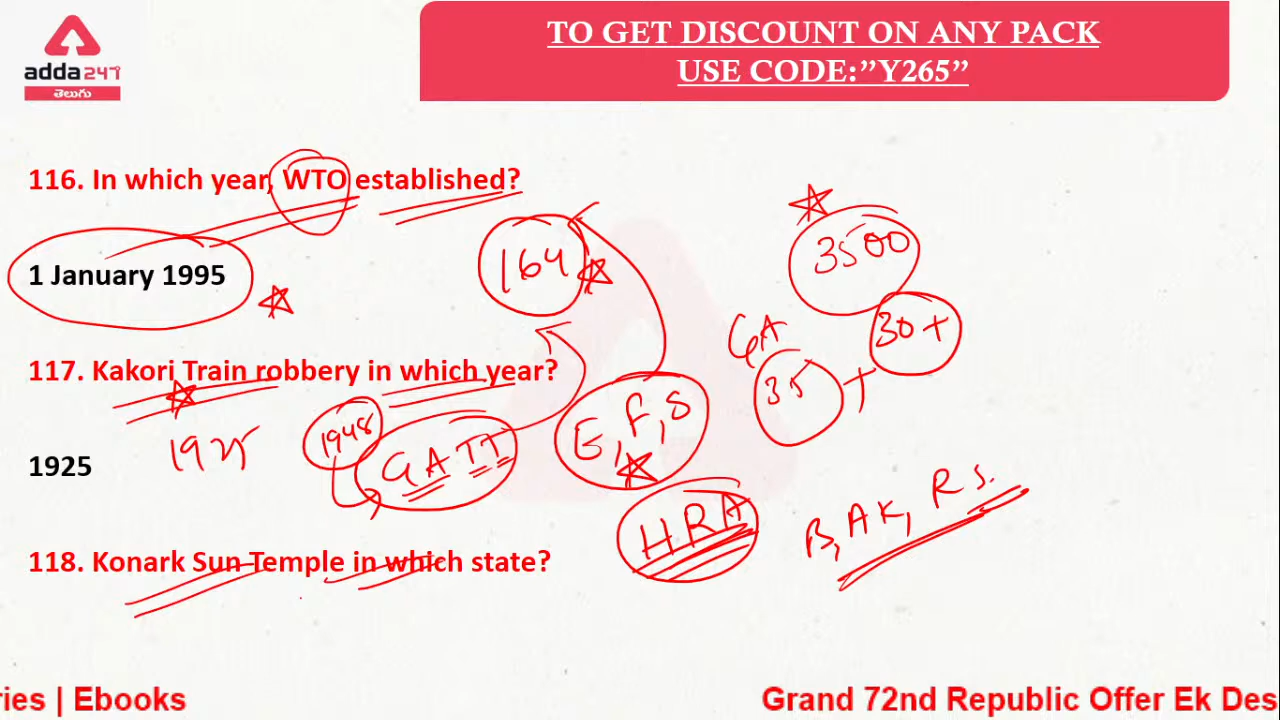 adda247
తెలుగు
TO GET DISCOUNT ON ANY PACK
USE CODE:”Y265”
116. In which year, WTO established?
1 January 1995
164
3500
30+
GA
35 +
117. Kakori Train robbery in which year?
1925
1925
1948
GATT
E, F, S
HRA
B, AK, RS.
118. Konark Sun Temple in which state?
ries | Ebooks
Grand 72nd Republic Offer Ek Des